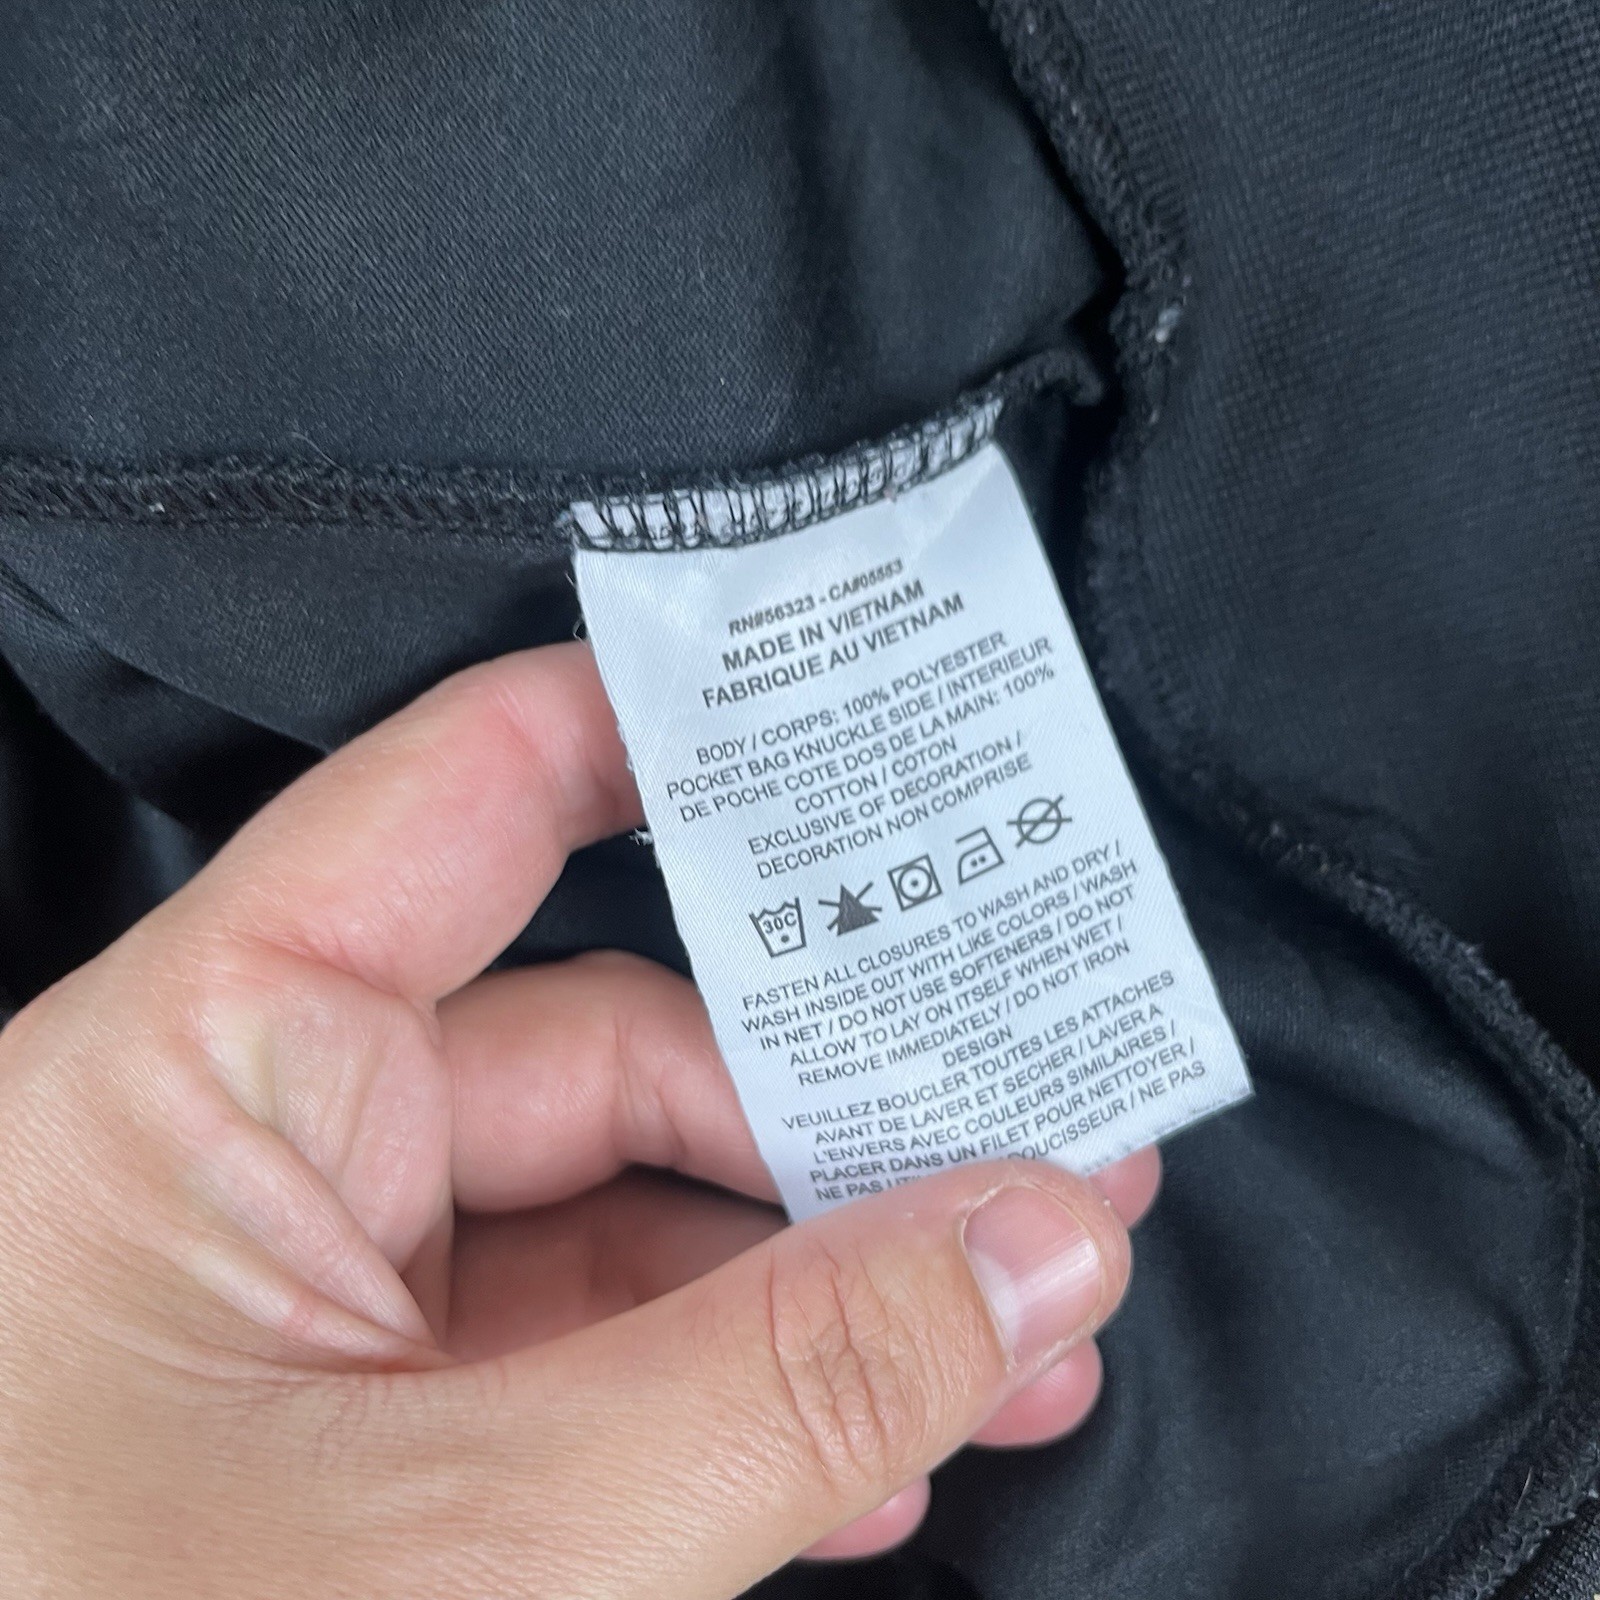 RN#56323 - CA#05553
MADE IN VIETNAM
FABRIQUE AU VIETNAM
BODY / CORPS: 100% POLYESTER
POCKET BAG KNUCKLE SIDE / INTERIEUR
DE POCHE COTE DOS DE LA MAIN: 100%
COTTON / COTON
EXCLUSIVE OF DECORATION /
DECORATION NON COMPRISE
30C
FASTEN ALL CLOSURES TO WASH AND DRY /
WASH INSIDE OUT WITH LIKE COLORS / WASH
IN NET / DO NOT USE SOFTENERS / DO NOT
ALLOW TO LAY ON ITSELF WHEN WET /
REMOVE IMMEDIATELY / DO NOT IRON
DESIGN
VEUILLEZ BOUCLER TOUTES LES ATTACHES
AVANT DE LAVER ET SECHER / LAVER A
L'ENVERS AVEC COULEURS SIMILAIRES /
PLACER DANS UN FILET POUR NETTOYER /
NE PAS / NE PAS